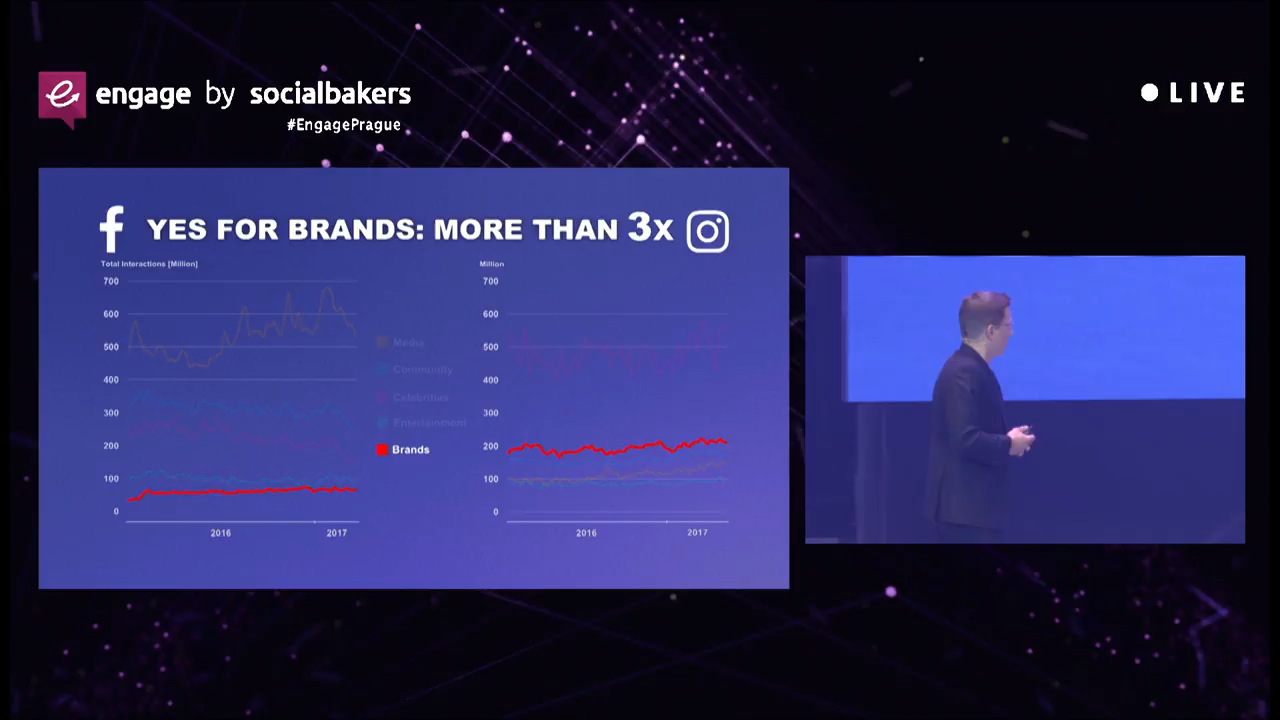 engage by socialbakers
#EngagePrague
LIVE
YES FOR BRANDS: MORE THAN 3X
Total Interactions [Million]
700
600
500
400
300
200
100
0
2016
2017
Media
Community
Celebrities
Entertainment
Brands
Million
700
600
500
400
300
200
100
0
2016
2017